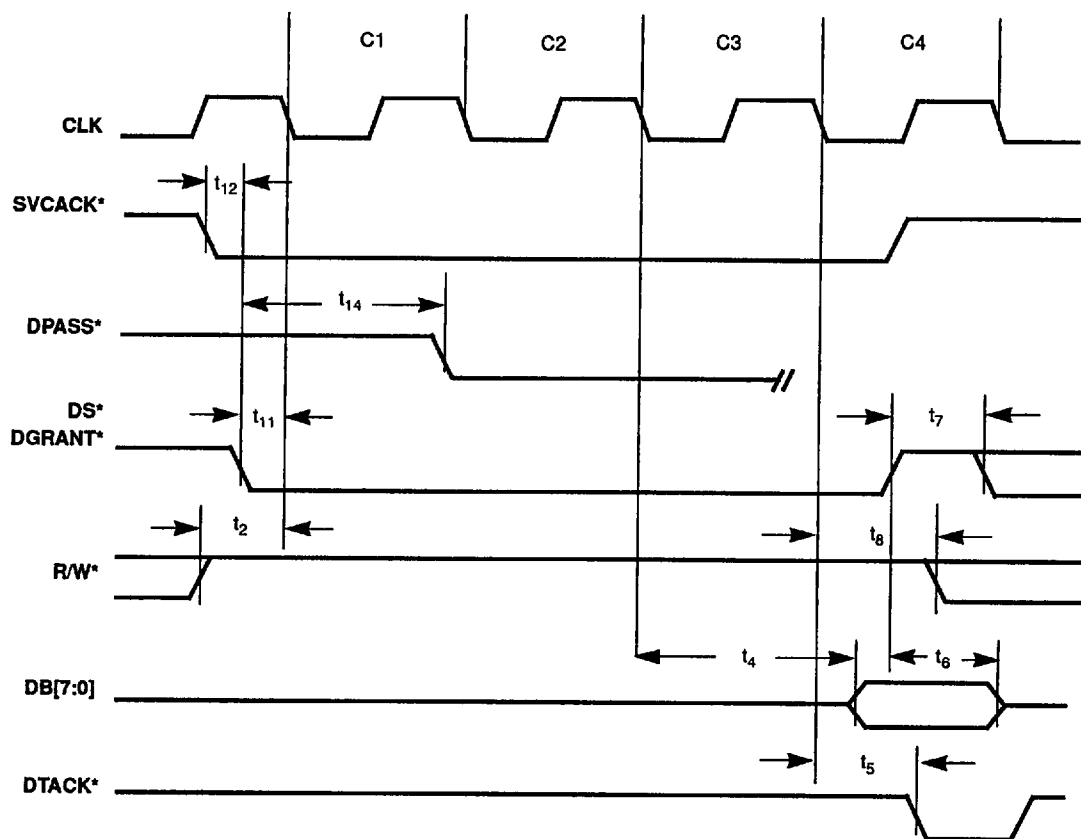 C1 C2 C3 C4
CLK
t12
SVCACK*
t14
DPASS*
DS*
t11 t7
DGRANT*
t2 t8
R/W*
t4 t6
DB[7:0]
t5
DTACK*